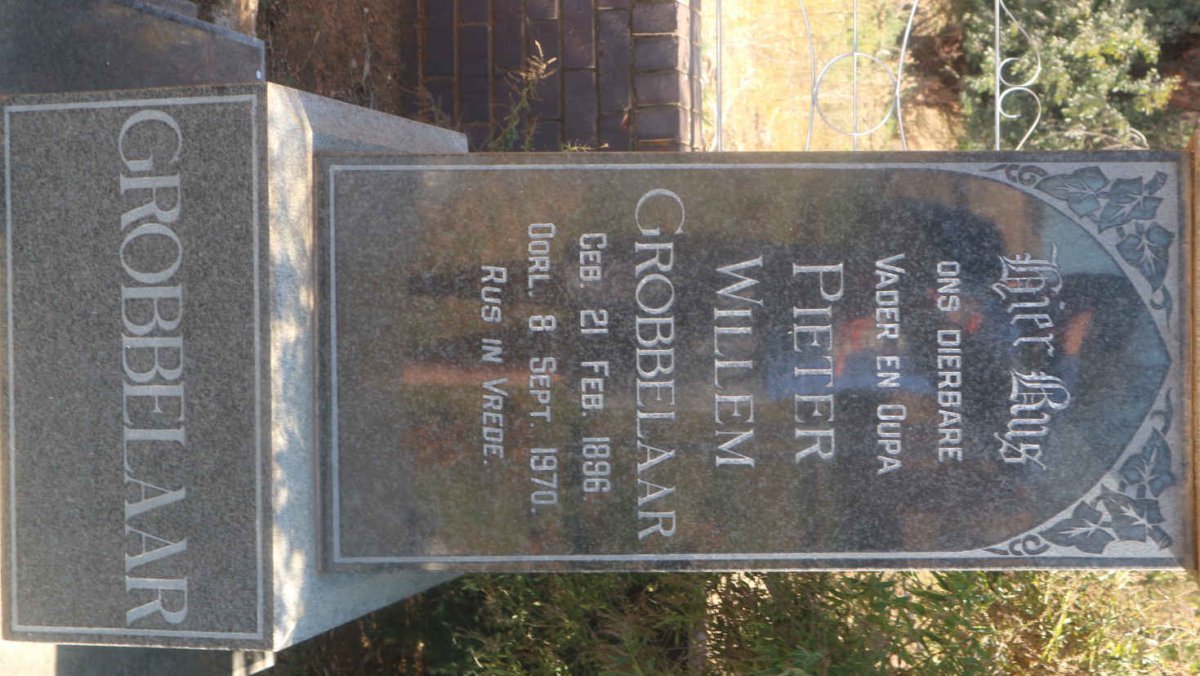 Hier Rus
ONS DIERBARE
VADER EN OUPA
PIETER
WILLEM
GROBBELAAR
GEB. 21 FEB. 1896.
OORL. 8 SEPT. 1970.
RUS IN VREDE.
GROBBELAAR